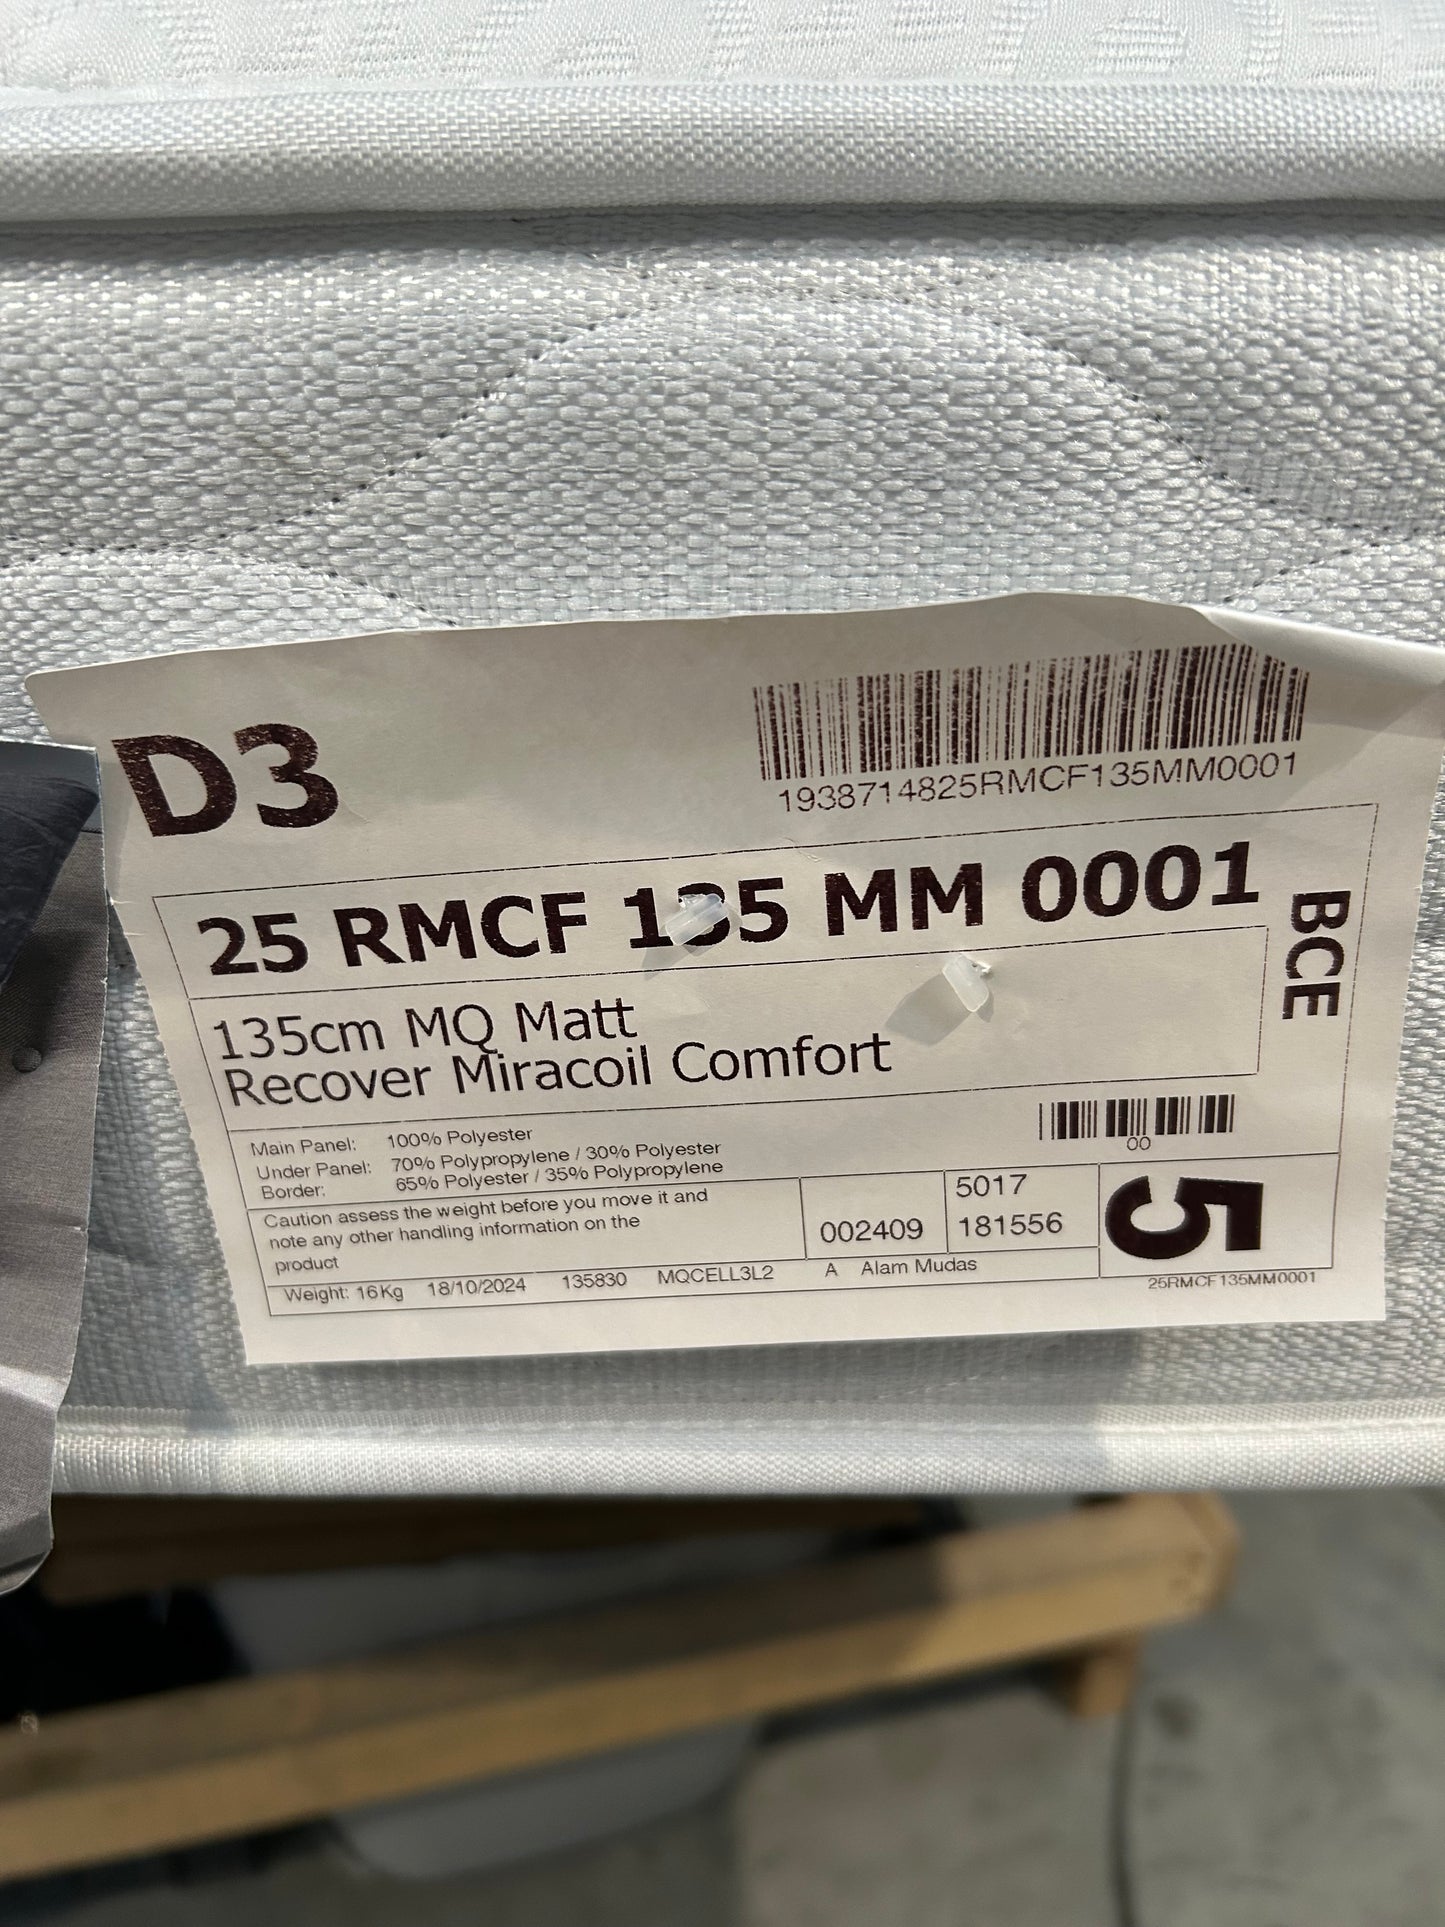 D3
1938714825RMCF135MM0001
25 RMCF 135 MM 0001
BCE
135cm MQ Matt
Recover Miracoil Comfort
00
Main Panel: 100% Polyester
Under Panel: 70% Polypropylene / 30% Polyester
Border: 65% Polyester / 35% Polypropylene
Caution assess the weight before you move it and
note any other handling information on the
product
002409
5017
181556
5
Weight: 16Kg 18/10/2024 135830 MQCELL3L2 A Alam Mudas
25RMCF135MM0001